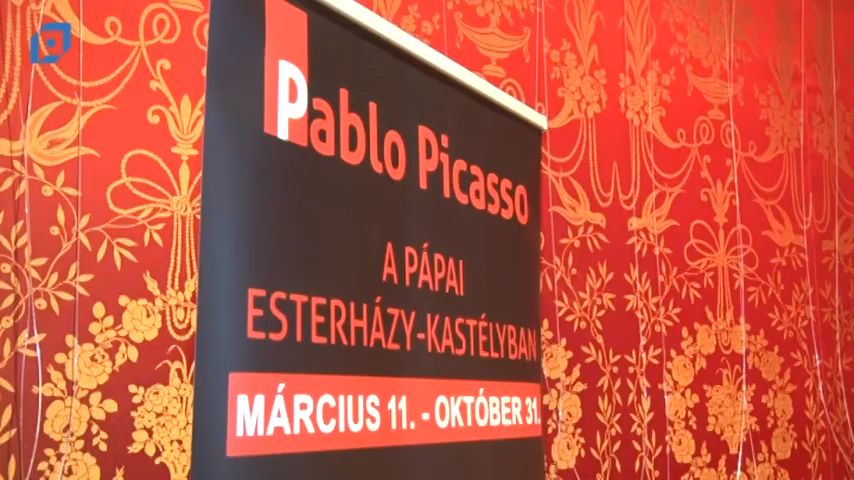 Pablo Picasso
A PÁPAI
ESTERHÁZY-KASTÉLYBAN
MÁRCIUS 11. - OKTÓBER 31.